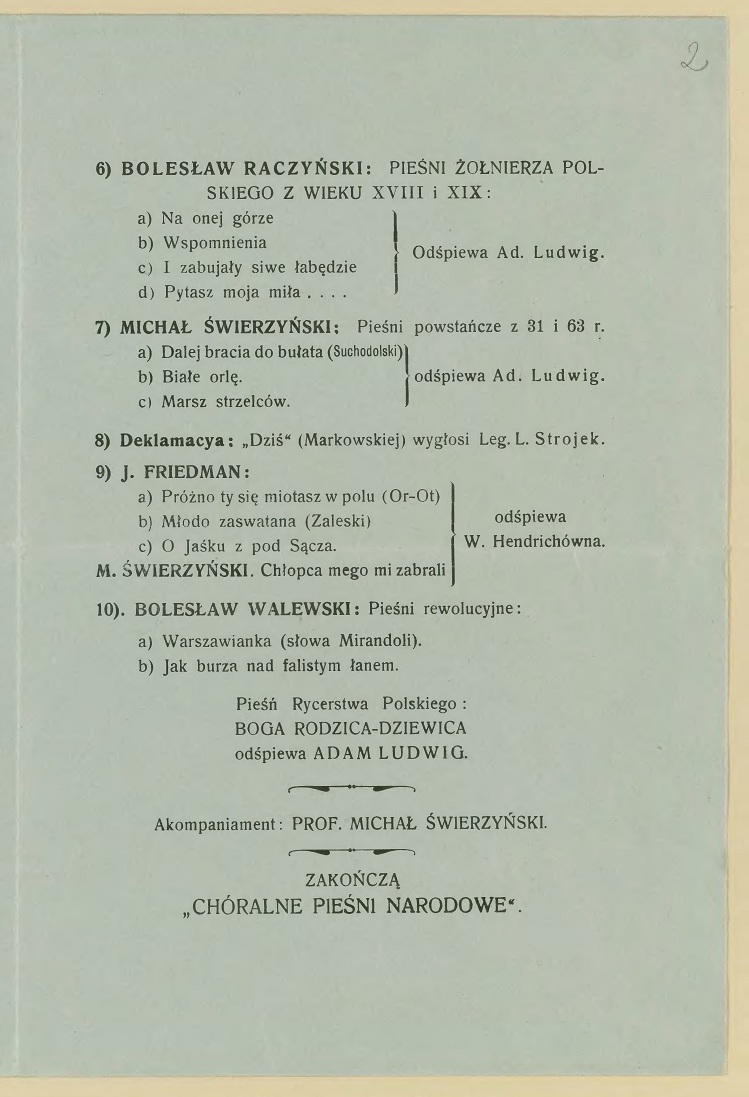 2
6) BOLESŁAW RACZYŃSKI: PIEŚNI ŻOŁNIERZA POL-
SKIEGO Z WIEKU XVIII i XIX:
a) Na onej górze
b) Wspomnienia
c) I zabujały siwe łabędzie
d) Pytasz moja miła . . . .
Odśpiewa Ad. Ludwig.
7) MICHAŁ ŚWIERZYŃSKI; Pieśni powstańcze z 31 i 63 r.
a) Dalej bracia do bułata (Suchodolski)
b) Białe orlę.
c) Marsz strzelców.
odśpiewa Ad. Ludwig.
8) Deklamacya: „Dziś“ (Markowskiej) wygłosi Leg. L. Strojek.
9) J. FRIEDMAN:
a) Próżno ty się miotasz w polu (Or-Ot)
b) Młodo zaswatana (Zaleski)
c) O Jaśku z pod Sącza.
M. ŚWIERZYŃSKI. Chłopca mego mi zabrali
odśpiewa
W. Hendrichówna.
10). BOLESŁAW WALEWSKI: Pieśni rewolucyjne:
a) Warszawianka (słowa Mirandoli).
b) Jak burza nad falistym łanem.
Pieśń Rycerstwa Polskiego :
BOGA RODZICA-DZIEWICA
odśpiewa ADAM LUDWIG.
Akompaniament: PROF. MICHAŁ ŚWIERZYŃSKI.
ZAKOŃCZĄ
„CHÓRALNE PIEŚNI NARODOWE“.